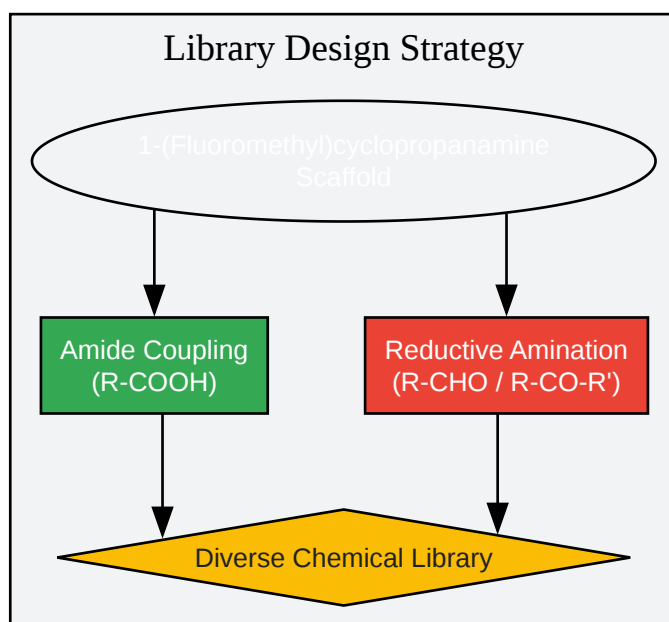 Library Design Strategy
1-(Fluoromethyl)cyclopropanamine
Scaffold
Amide Coupling
(R-COOH)
Reductive Amination
(R-CHO / R-CO-R')
Diverse Chemical Library